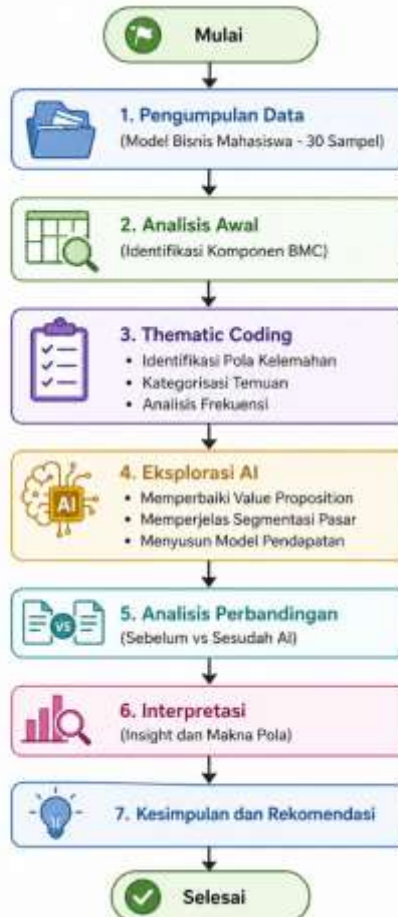 Mulai
1. Pengumpulan Data
(Model Bisnis Mahasiswa - 30 Sampel)
2. Analisis Awal
(Identifikasi Komponen BMC)
3. Thematic Coding
• Identifikasi Pola Kelemahan
• Kategorisasi Temuan
• Analisis Frekuensi
AI
4. Eksplorasi AI
• Memperbaiki Value Proposition
• Memperjelas Segmentasi Pasar
• Menyusun Model Pendapatan
VS
5. Analisis Perbandingan
(Sebelum vs Sesudah AI)
6. Interpretasi
(Insight dan Makna Pola)
7. Kesimpulan dan Rekomendasi
Selesai